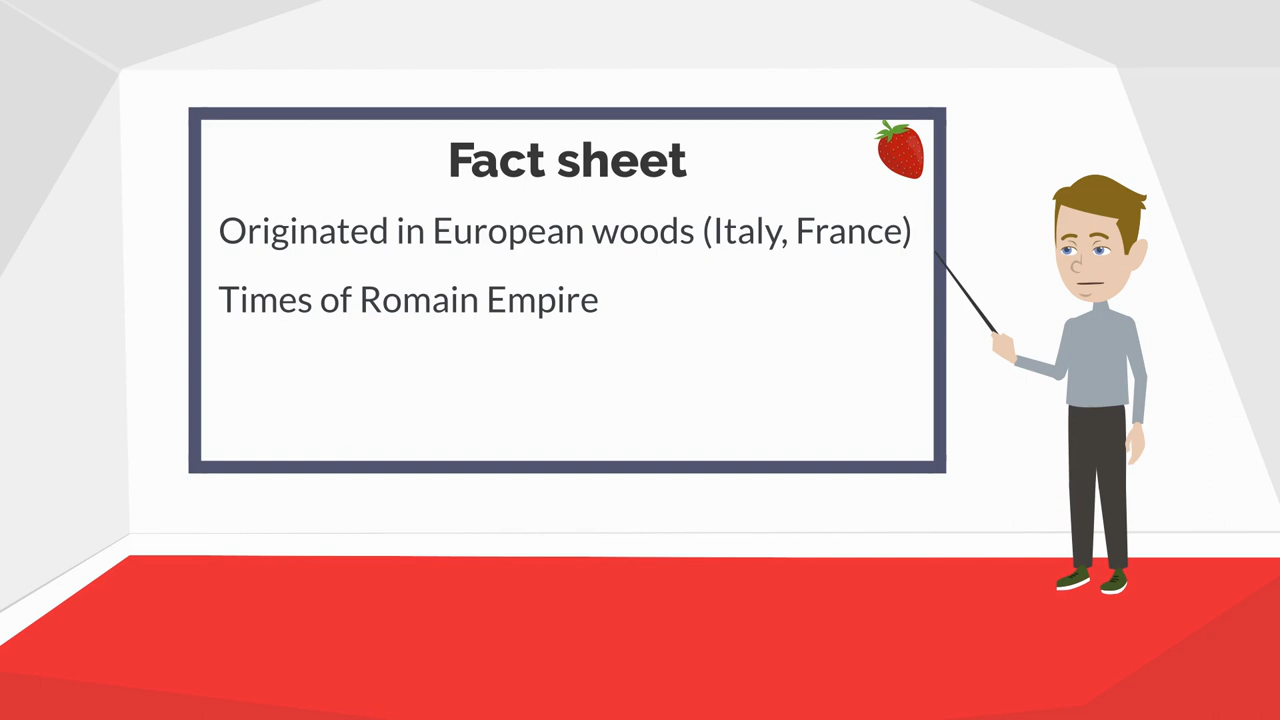 Fact sheet
Originated in European woods (Italy, France)
Times of Romain Empire